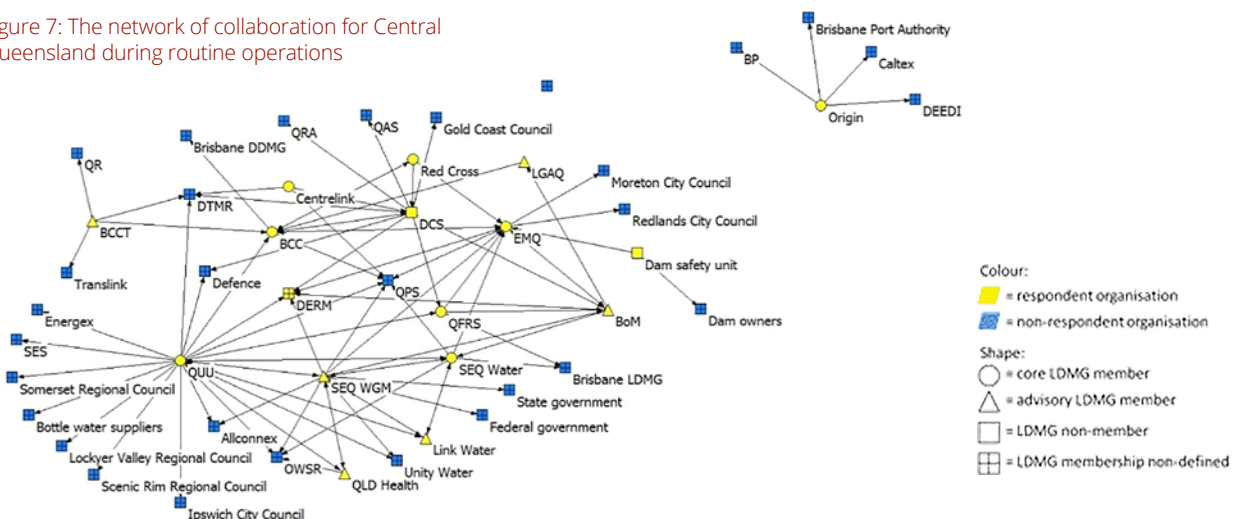 gure 7: The network of collaboration for Central
ueensland during routine operations
Brisbane Port Authority
BP
Caltex
Origin
DEEDI
QRA
QAS
Gold Coast Council
Brisbane DDMG
QR
Red Cross
LGAQ
Moreton City Council
Centrelink
DTMR
DCS
Redlands City Council
BCCT
BCC
EMQ
Dam safety unit
Translink
Defence
QPS
DERM
Energex
QFRS
BoM
Dam owners
SES
QUU
SEQ Water
Brisbane LDMG
Somerset Regional Council
SEQ WGM
State government
Bottle water suppliers
Federal government
Allconnex
Link Water
Lockyer Valley Regional Council
OWSR
Unity Water
Scenic Rim Regional Council
QLD Health
Ipswich City Council
Colour:
= respondent organisation
= non-respondent organisation
Shape:
= core LDMG member
= advisory LDMG member
= LDMG non-member
= LDMG membership non-defined